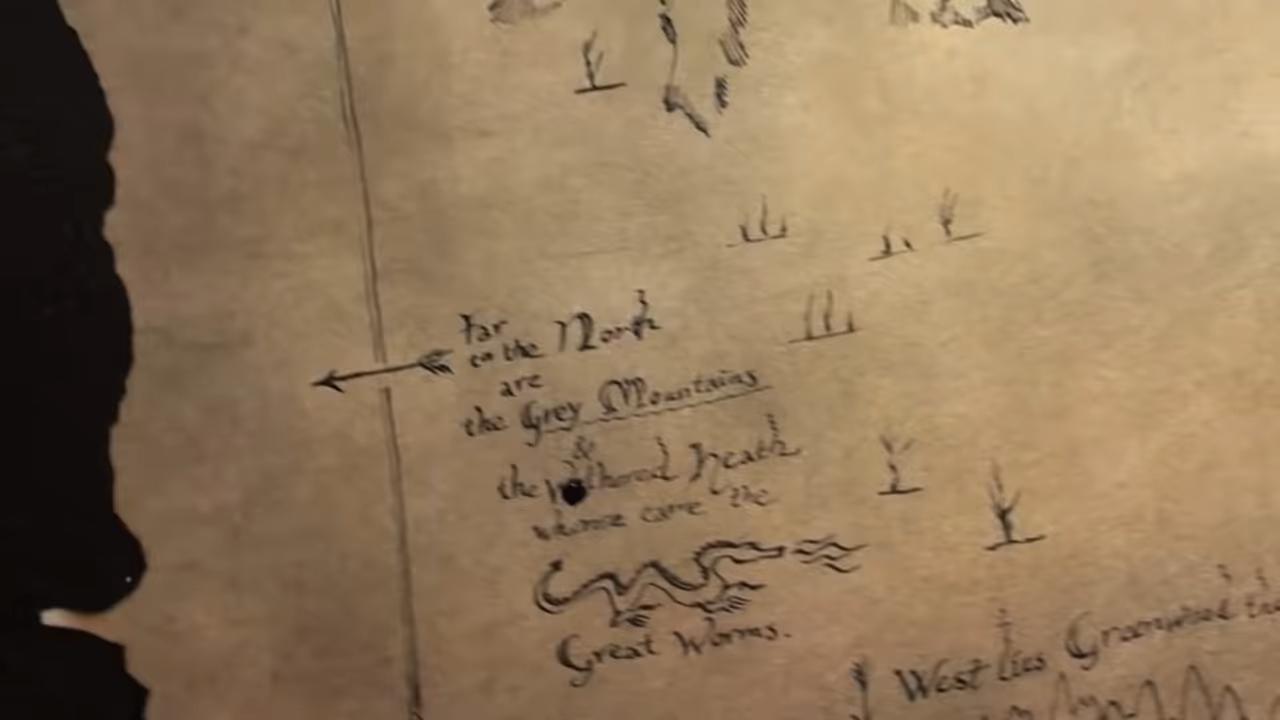 Far
to the North
are
the Grey Mountains
&
the Withered Heath
whence came the
Great Worms.
West lies Greenwood the